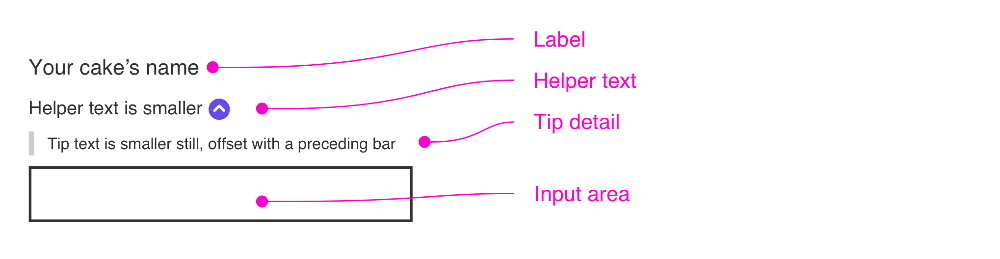 Label
Your cake’s name
Helper text
Helper text is smaller
Tip detail
Tip text is smaller still, offset with a preceding bar
Input area